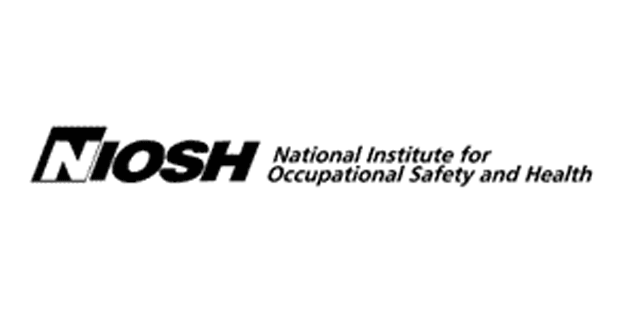 NIOSH
National Institute for
Occupational Safety and Health